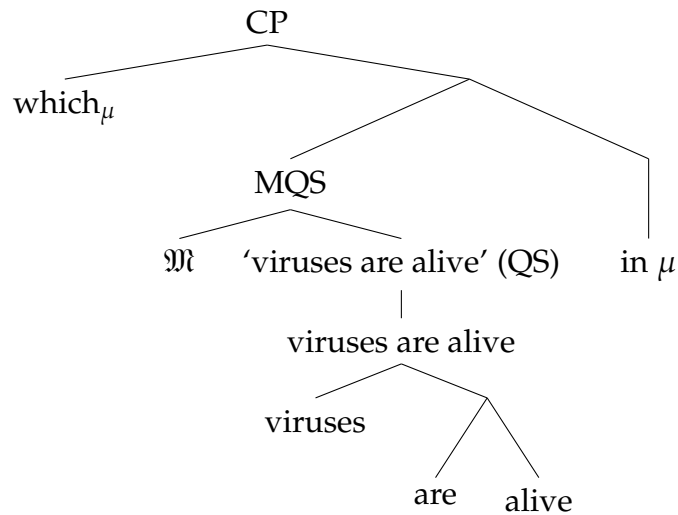 CP
which_μ
MQS
𝔐 ‘viruses are alive’ (QS) in μ
viruses are alive
viruses
are alive